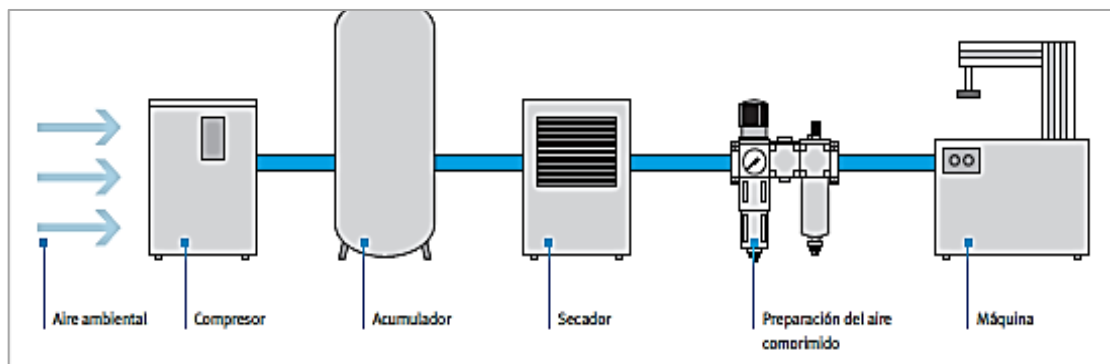 Aire ambiental
Compresor
Acumulador
Secador
Preparación del aire
comprimido
Máquina